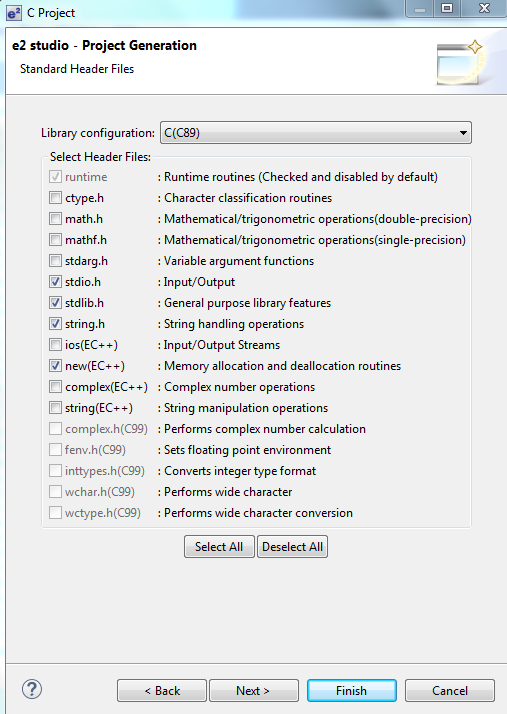 e² C Project
e2 studio - Project Generation
Standard Header Files
Library configuration: C(C89)
Select Header Files:
runtime : Runtime routines (Checked and disabled by default)
ctype.h : Character classification routines
math.h : Mathematical/trigonometric operations(double-precision)
mathf.h : Mathematical/trigonometric operations(single-precision)
stdarg.h : Variable argument functions
stdio.h : Input/Output
stdlib.h : General purpose library features
string.h : String handling operations
ios(EC++) : Input/Output Streams
new(EC++) : Memory allocation and deallocation routines
complex(EC++) : Complex number operations
string(EC++) : String manipulation operations
complex.h(C99) : Performs complex number calculation
fenv.h(C99) : Sets floating point environment
inttypes.h(C99) : Converts integer type format
wchar.h(C99) : Performs wide character
wctype.h(C99) : Performs wide character conversion
Select All Deselect All
? < Back Next > Finish Cancel